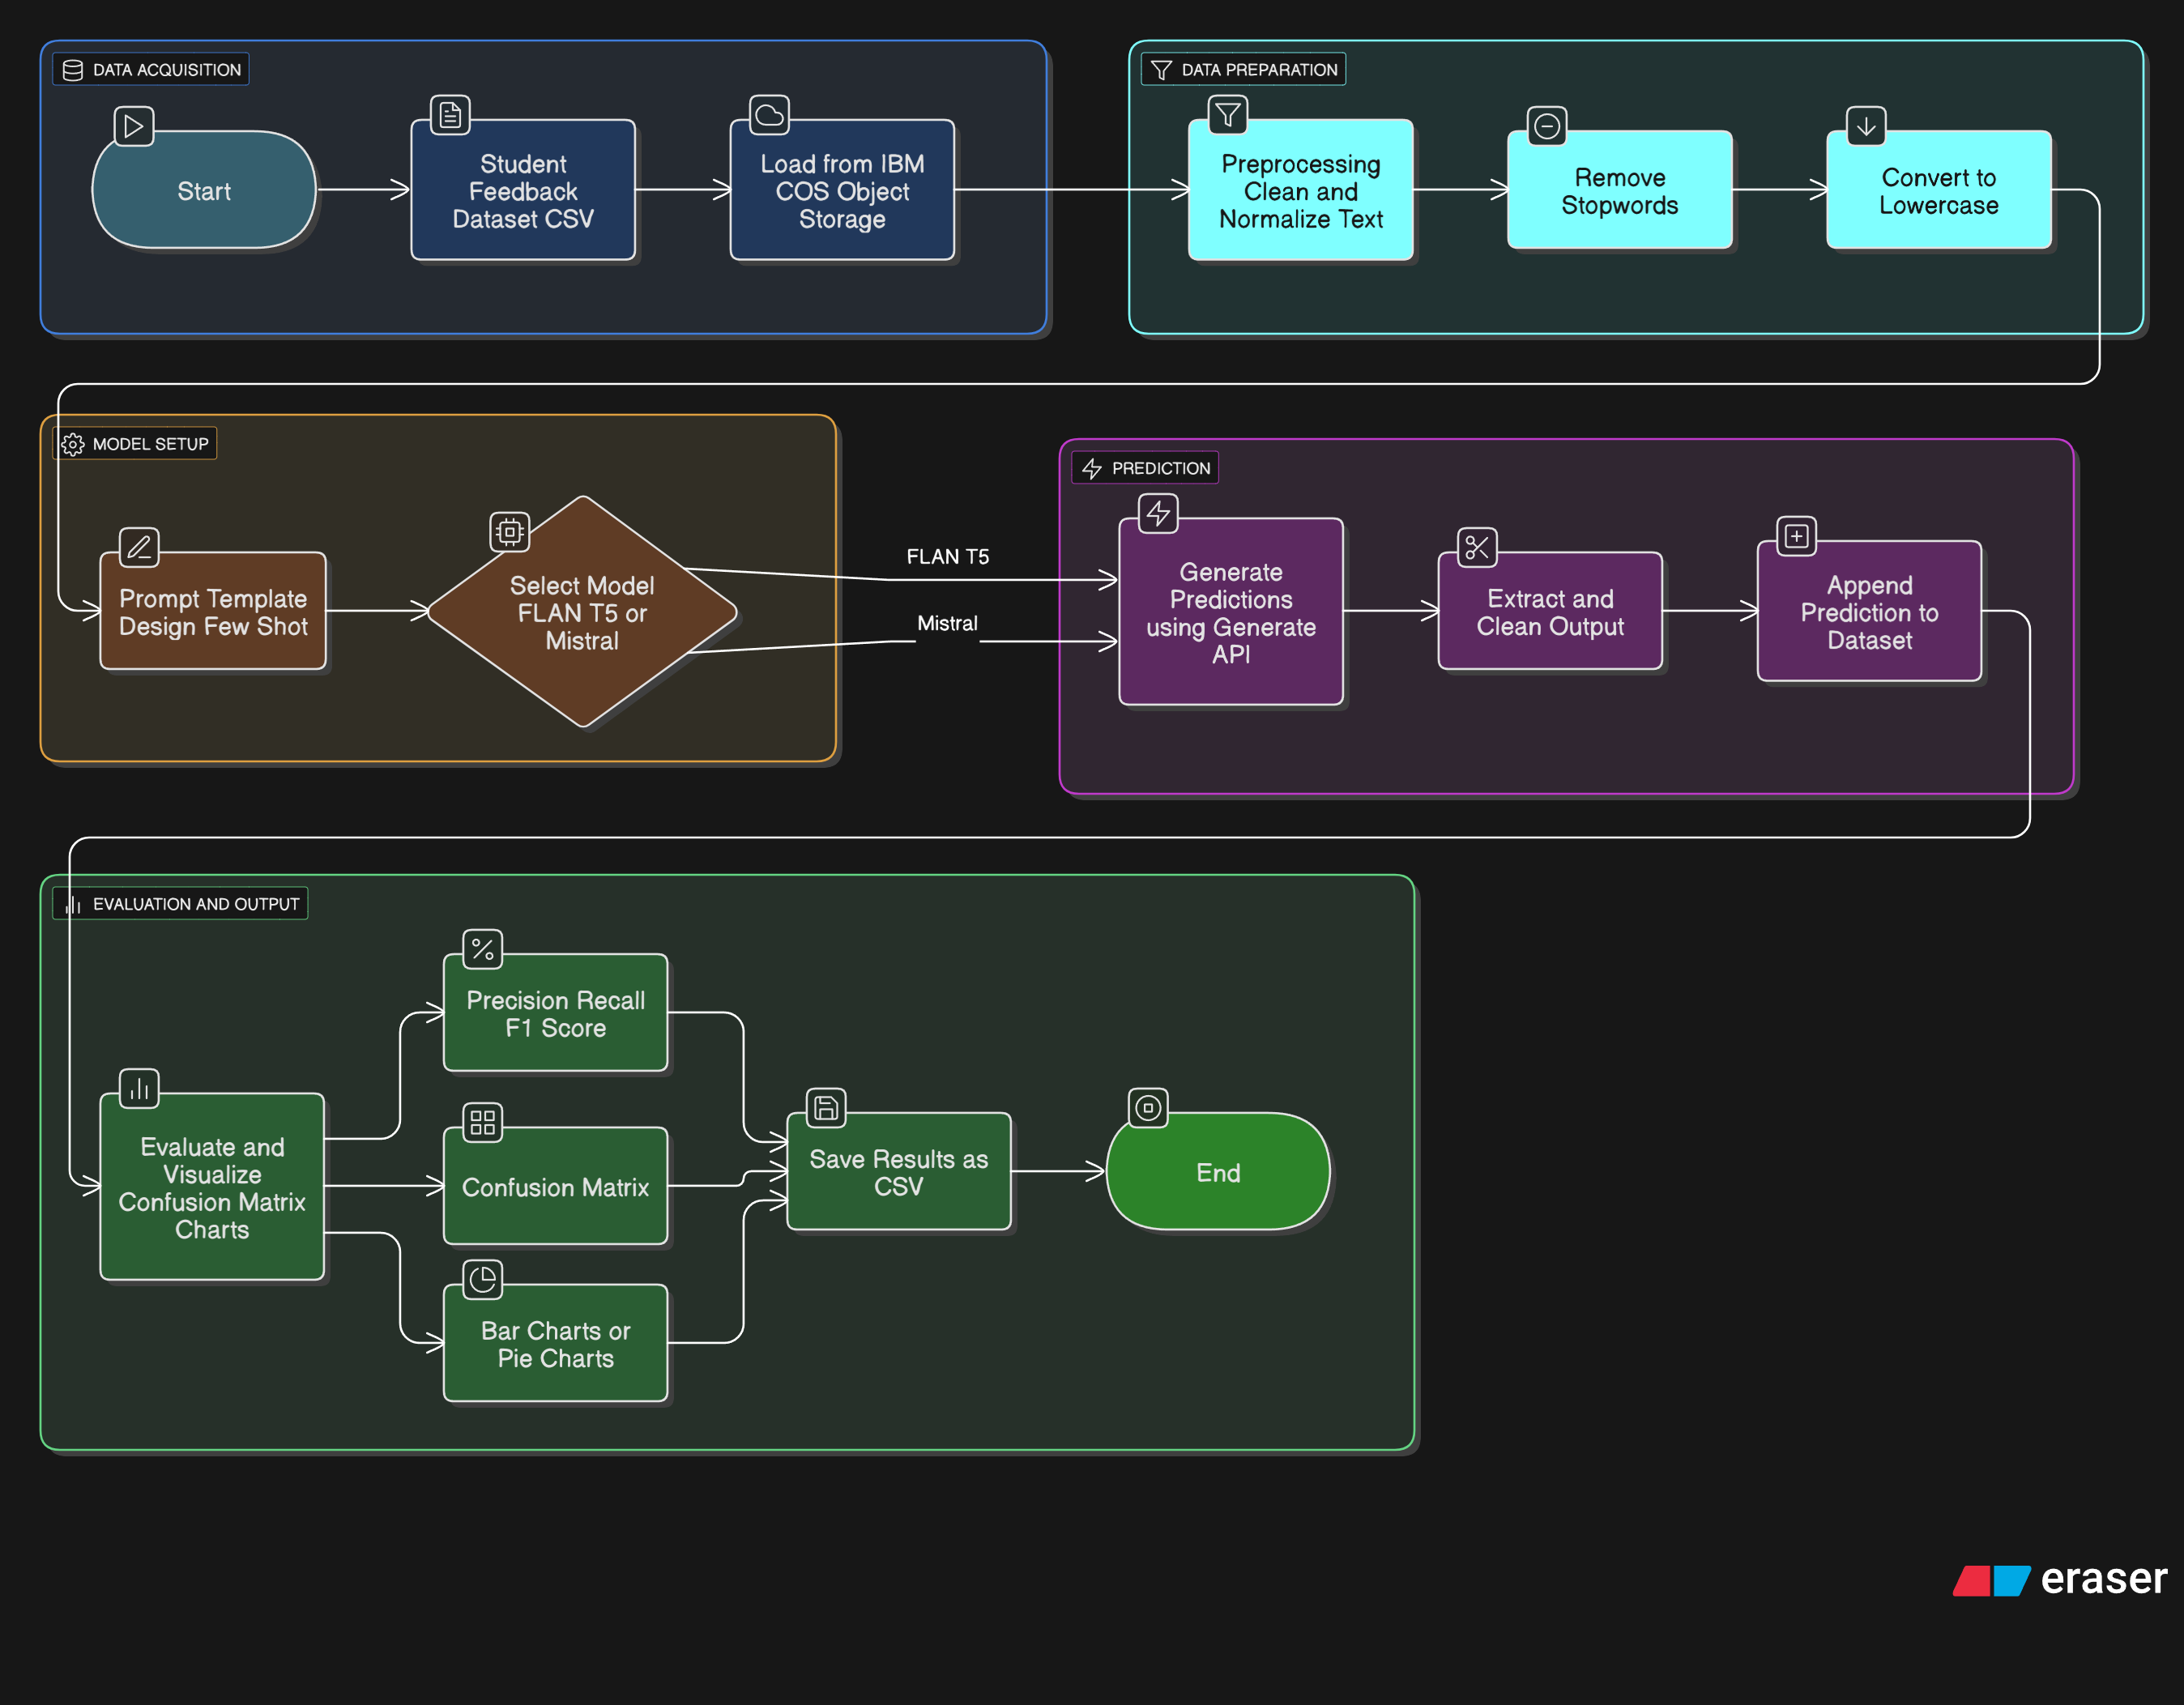 DATA ACQUISITION
Start
Student
Feedback
Dataset CSV
Load from IBM
COS Object
Storage
DATA PREPARATION
Preprocessing
Clean and
Normalize Text
Remove
Stopwords
Convert to
Lowercase
MODEL SETUP
Prompt Template
Design Few Shot
Select Model
FLAN T5 or
Mistral
FLAN T5
Mistral
PREDICTION
Generate
Predictions
using Generate
API
Extract and
Clean Output
Append
Prediction to
Dataset
EVALUATION AND OUTPUT
Evaluate and
Visualize
Confusion Matrix
Charts
Precision Recall
F1 Score
Confusion Matrix
Bar Charts or
Pie Charts
Save Results as
CSV
End
eraser